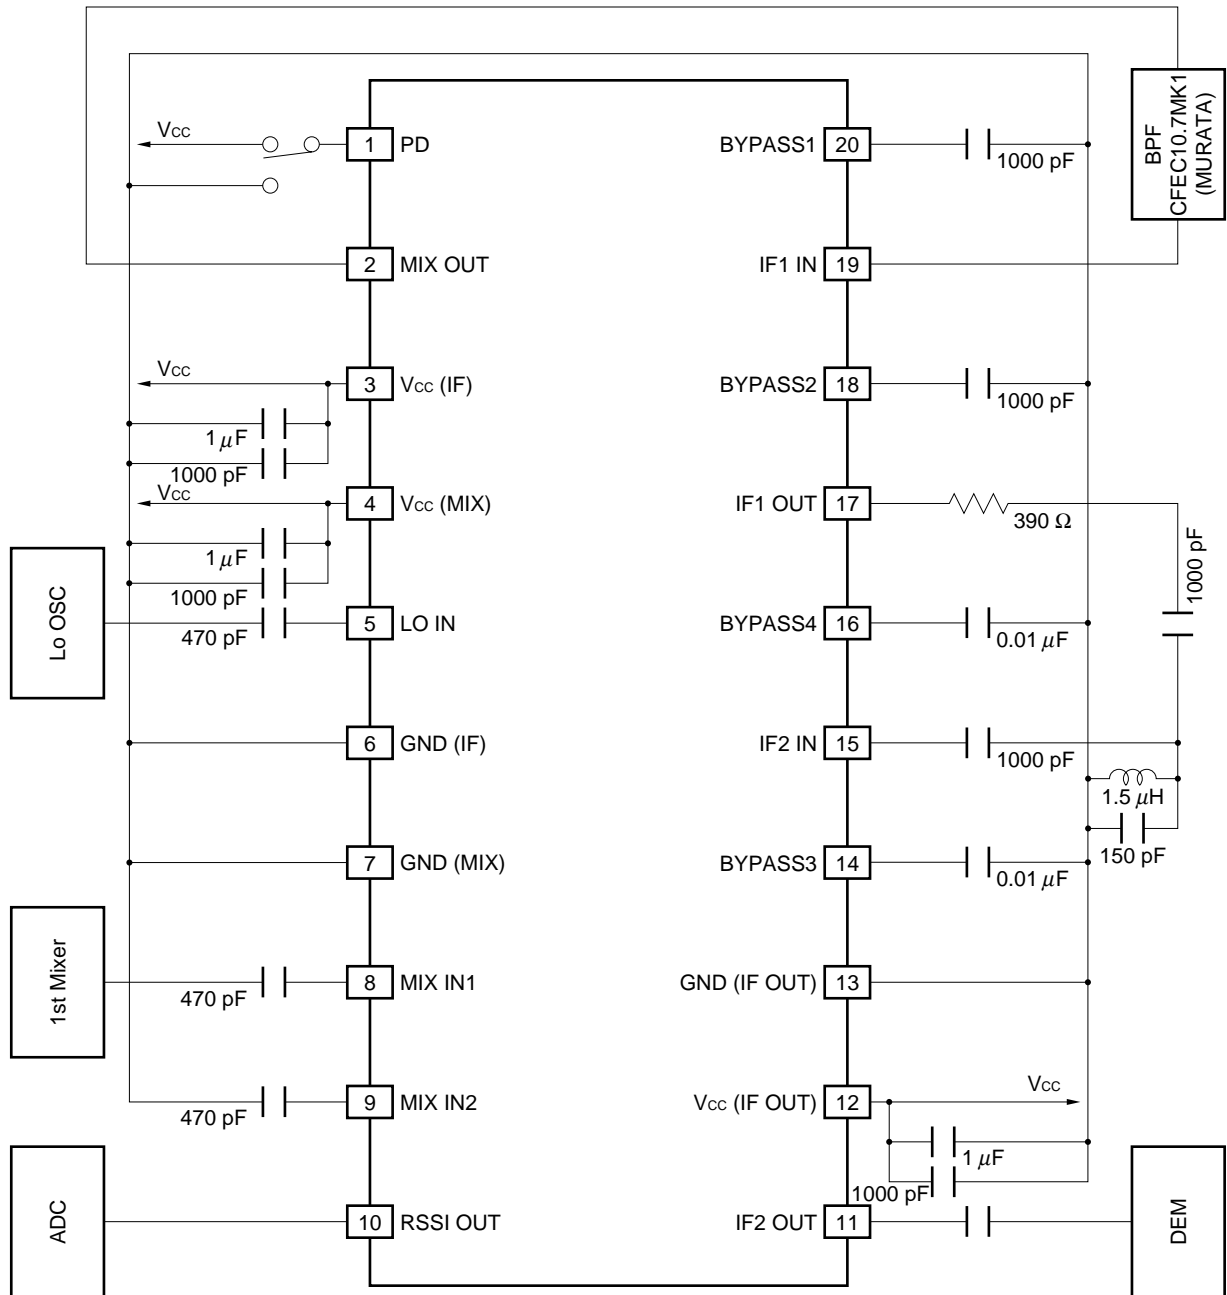 VCC
1
PD
BYPASS1
20
1000 pF
BPF
CFEC10.7MK1
(MURATA)
2
MIX OUT
IF1 IN
19
VCC
3
VCC (IF)
BYPASS2
18
1000 pF
1 μF
1000 pF
VCC
4
VCC (MIX)
IF1 OUT
17
390 Ω
1000 pF
1 μF
1000 pF
Lo OSC
470 pF
5
LO IN
BYPASS4
16
0.01 μF
6
GND (IF)
IF2 IN
15
1000 pF
1.5 μH
150 pF
7
GND (MIX)
BYPASS3
14
0.01 μF
1st Mixer
470 pF
8
MIX IN1
GND (IF OUT)
13
470 pF
9
MIX IN2
VCC (IF OUT)
12
VCC
1 μF
1000 pF
ADC
10
RSSI OUT
IF2 OUT
11
DEM